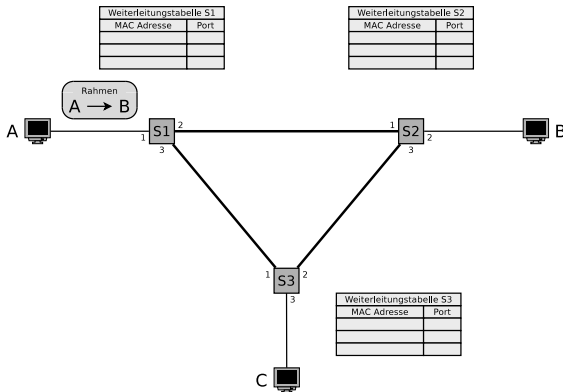 Weiterleitungstabelle S1
MAC Adresse Port
Weiterleitungstabelle S2
MAC Adresse Port
Rahmen
A → B
A
1
S1
2
3
1
S2
2
3
B
1
S3
2
3
Weiterleitungstabelle S3
MAC Adresse Port
C